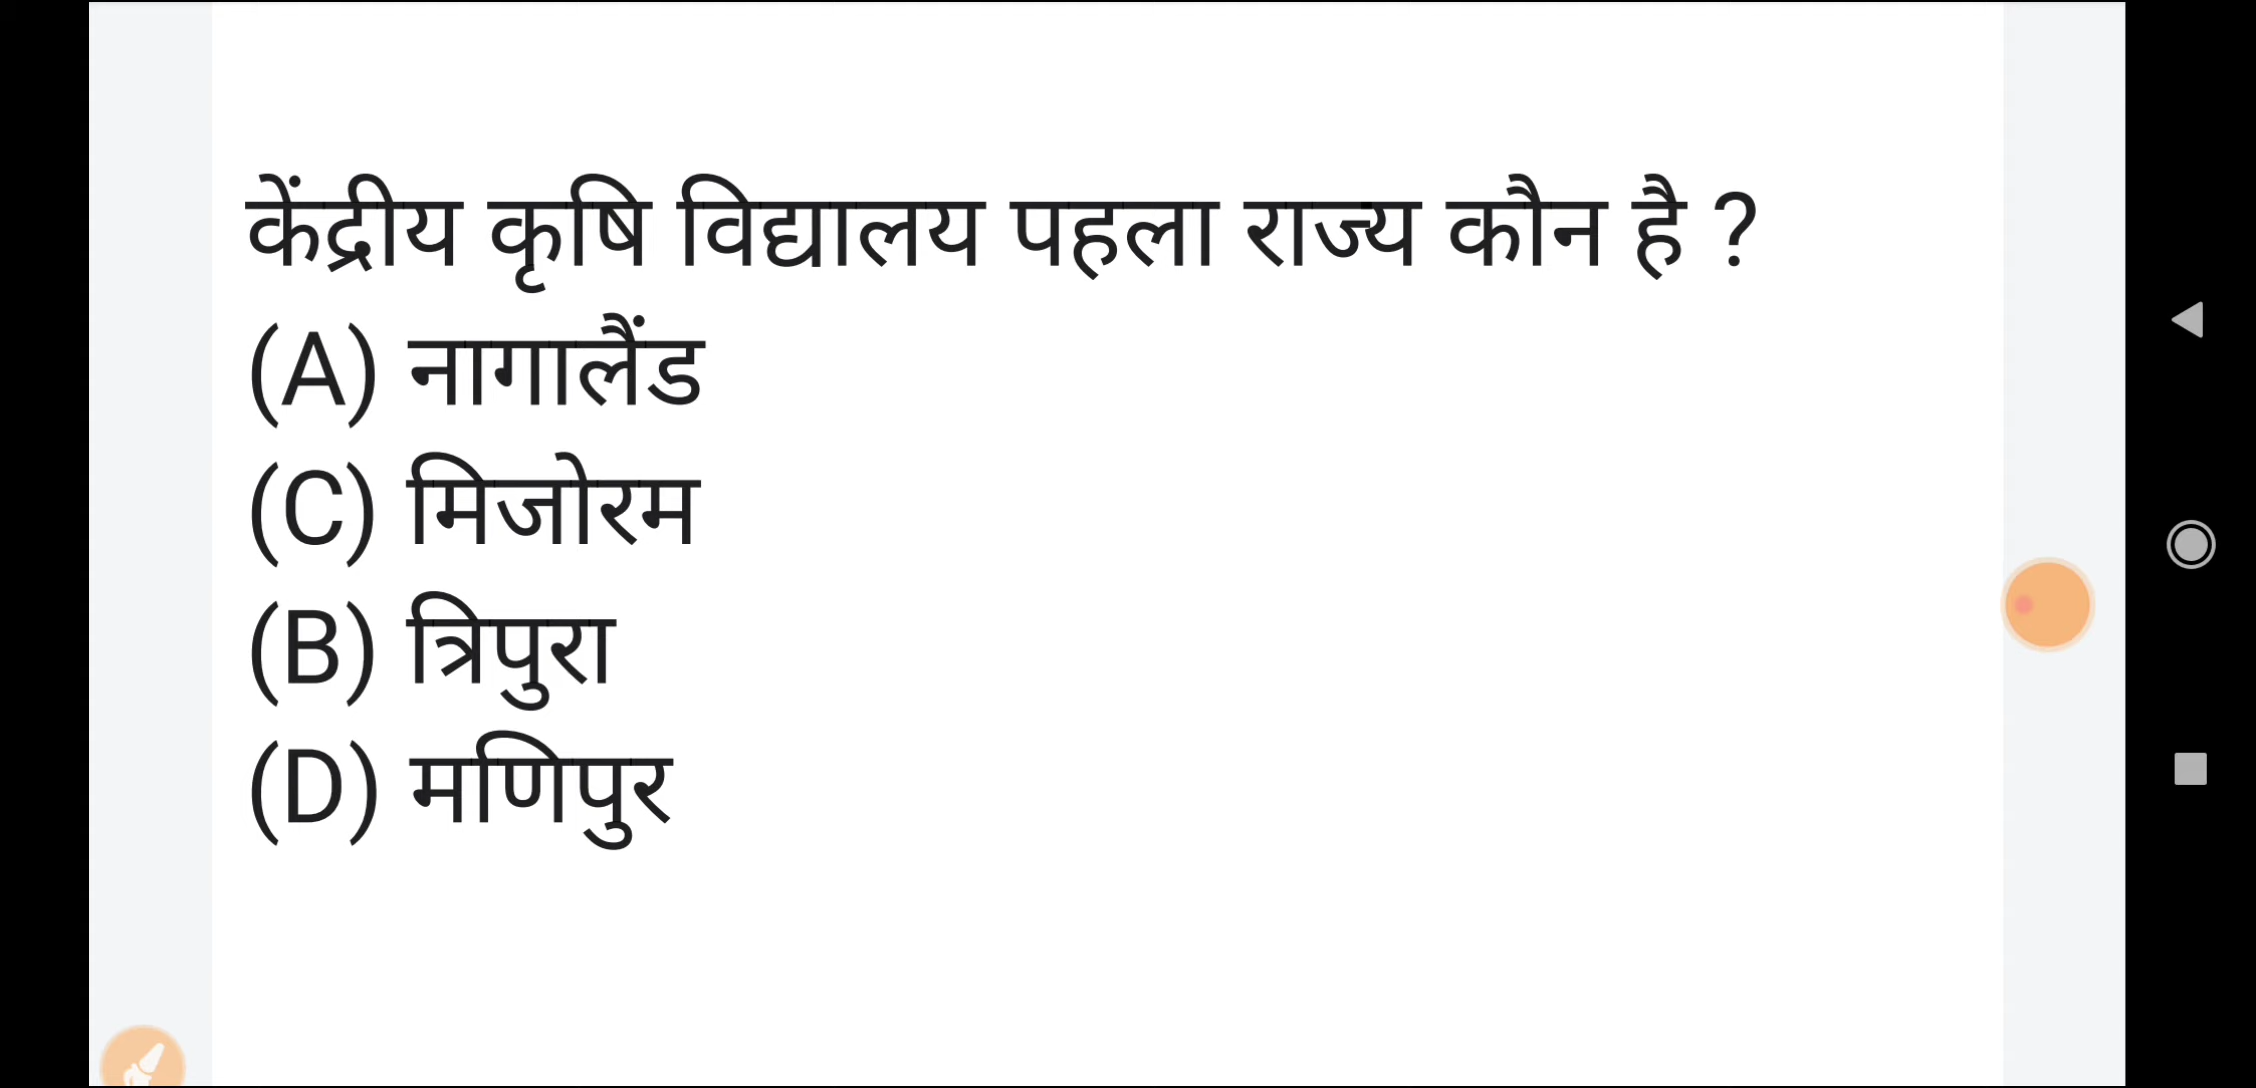 केंद्रीय कृषि विद्यालय पहला राज्य कौन है ?
(A) नागालैंड
(C) मिजोरम
(B) त्रिपुरा
(D) मणिपुर